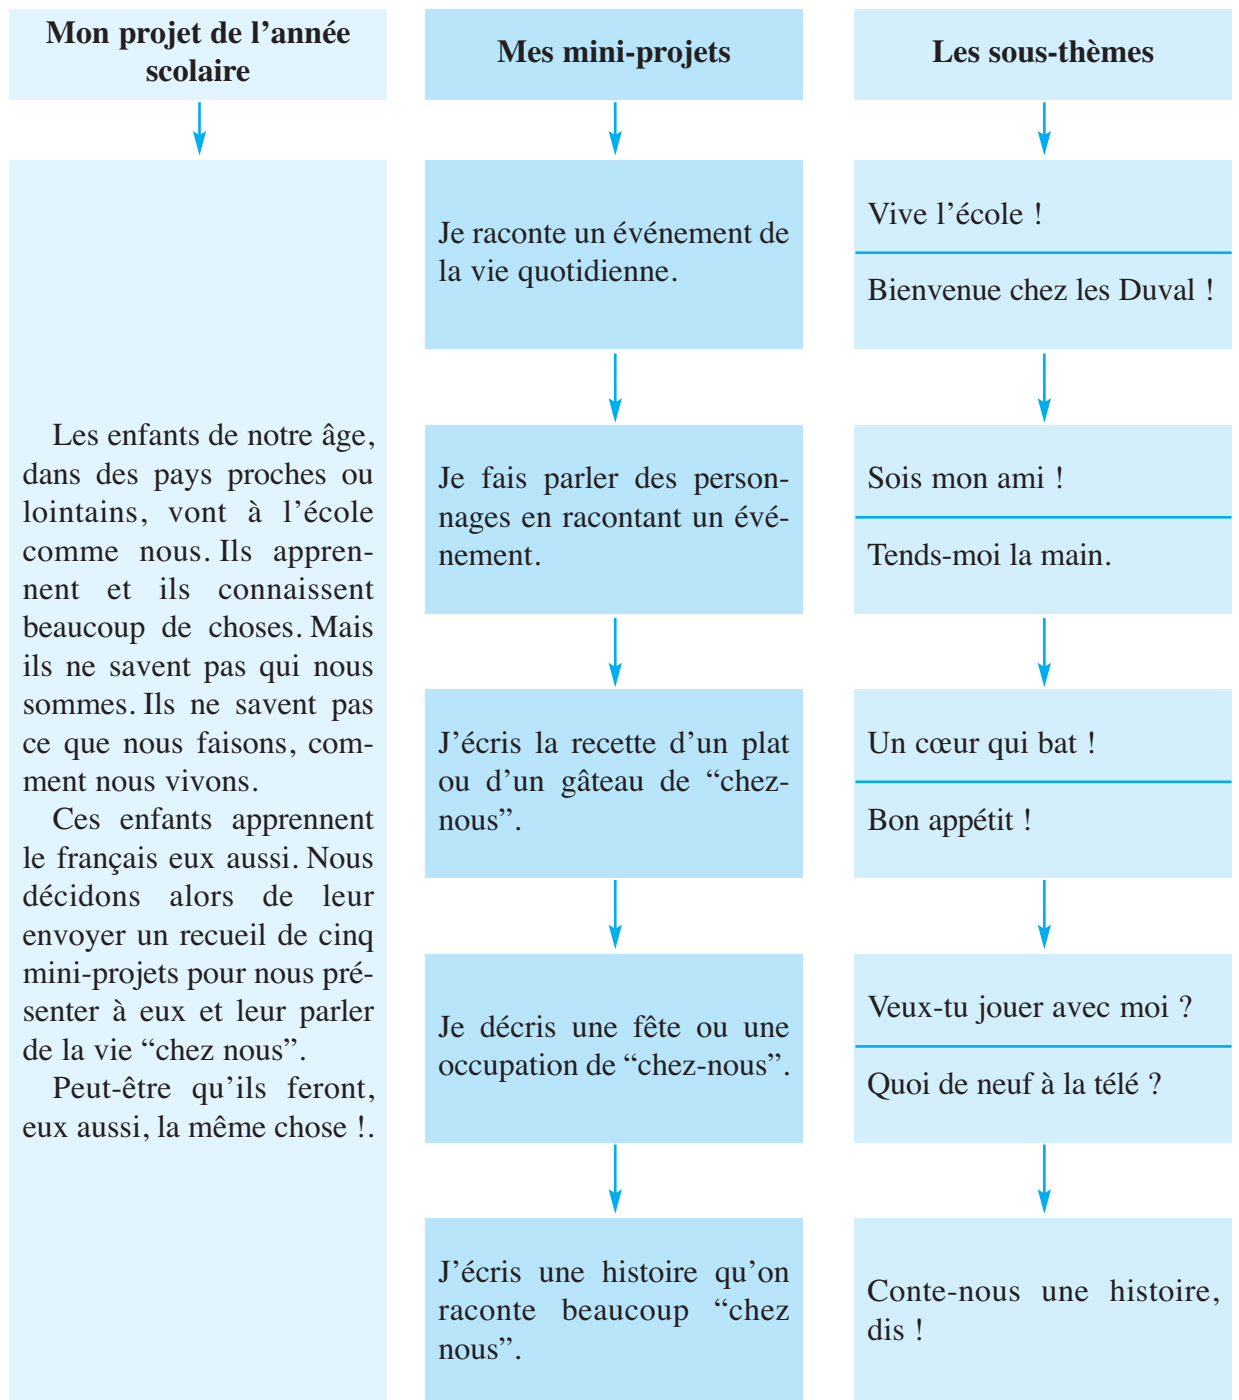 Mon projet de l’année
scolaire
Les enfants de notre âge,
dans des pays proches ou
lointains, vont à l’école
comme nous. Ils appren-
nent et ils connaissent
beaucoup de choses. Mais
ils ne savent pas qui nous
sommes. Ils ne savent pas
ce que nous faisons, com-
ment nous vivons.
Ces enfants apprennent
le français eux aussi. Nous
décidons alors de leur
envoyer un recueil de cinq
mini-projets pour nous pré-
senter à eux et leur parler
de la vie “chez nous”.
Peut-être qu’ils feront,
eux aussi, la même chose !.
Mes mini-projets
Je raconte un événement de
la vie quotidienne.
Je fais parler des person-
nages en racontant un évé-
nement.
J’écris la recette d’un plat
ou d’un gâteau de “chez-
nous”.
Je décris une fête ou une
occupation de “chez-nous”.
J’écris une histoire qu’on
raconte beaucoup “chez
nous”.
Les sous-thèmes
Vive l’école !
Bienvenue chez les Duval !
Sois mon ami !
Tends-moi la main.
Un cœur qui bat !
Bon appétit !
Veux-tu jouer avec moi ?
Quoi de neuf à la télé ?
Conte-nous une histoire,
dis !